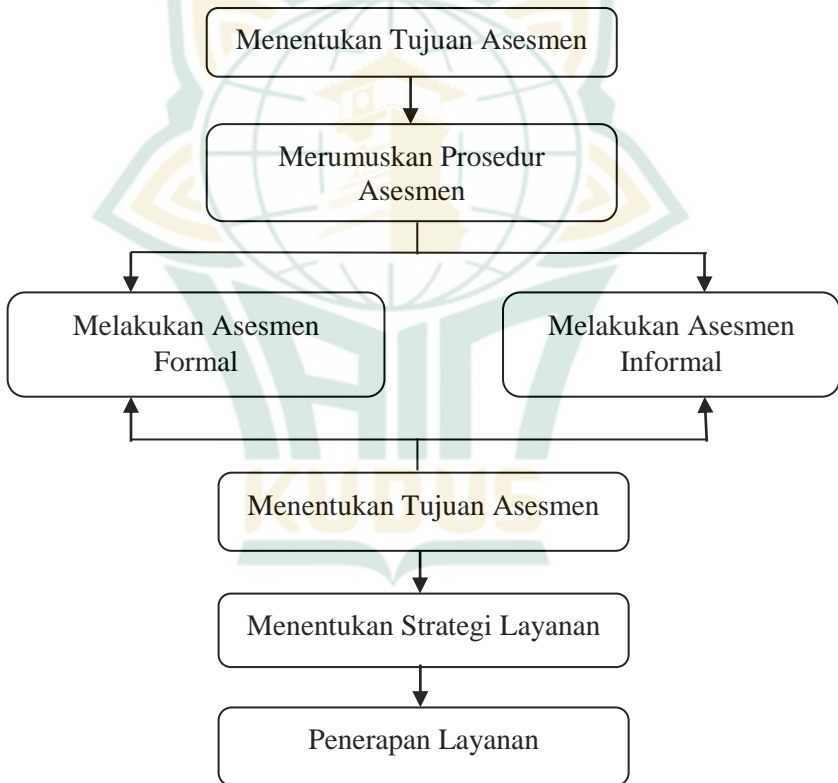 Menentukan Tujuan Asesmen
Merumuskan Prosedur
Asesmen
Melakukan Asesmen
Formal
Melakukan Asesmen
Informal
KUDUS
Menentukan Tujuan Asesmen
Menentukan Strategi Layanan
Penerapan Layanan